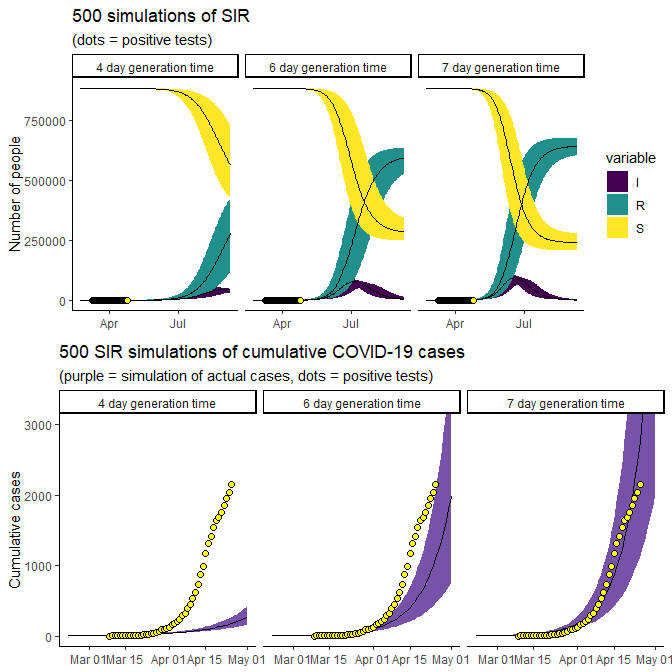 500 simulations of SIR
(dots = positive tests)
4 day generation time 6 day generation time 7 day generation time
Number of people
750000
500000
250000
0
Apr Jul Apr Jul Apr Jul
variable
I
R
S
500 SIR simulations of cumulative COVID-19 cases
(purple = simulation of actual cases, dots = positive tests)
4 day generation time 6 day generation time 7 day generation time
Cumulative cases
3000
2000
1000
0
Mar 01 Mar 15 Apr 01 Apr 15 May 01 Mar 01 Mar 15 Apr 01 Apr 15 May 01 Mar 01 Mar 15 Apr 01 Apr 15 May 01